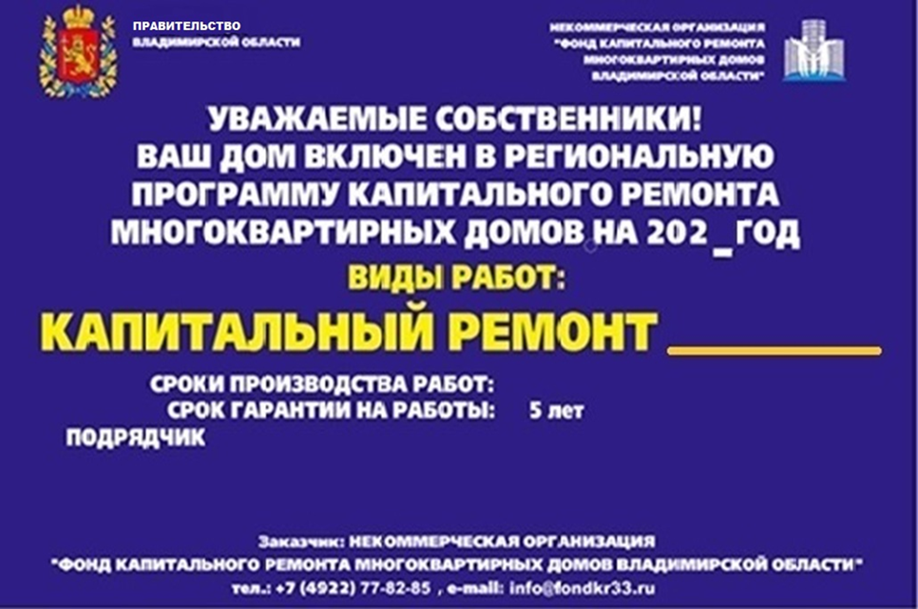 ПРАВИТЕЛЬСТВО
ВЛАДИМИРСКОЙ ОБЛАСТИ
НЕКОММЕРЧЕСКАЯ ОРГАНИЗАЦИЯ
"ФОНД КАПИТАЛЬНОГО РЕМОНТА
МНОГОКВАРТИРНЫХ ДОМОВ
ВЛАДИМИРСКОЙ ОБЛАСТИ"
УВАЖАЕМЫЕ СОБСТВЕННИКИ!
ВАШ ДОМ ВКЛЮЧЕН В РЕГИОНАЛЬНУЮ
ПРОГРАММУ КАПИТАЛЬНОГО РЕМОНТА
МНОГОКВАРТИРНЫХ ДОМОВ НА 202_ГОД
ВИДЫ РАБОТ:
КАПИТАЛЬНЫЙ РЕМОНТ ________
СРОКИ ПРОИЗВОДСТВА РАБОТ:
СРОК ГАРАНТИИ НА РАБОТЫ: 5 лет
ПОДРЯДЧИК
Заказчик: НЕКОММЕРЧЕСКАЯ ОРГАНИЗАЦИЯ
"ФОНД КАПИТАЛЬНОГО РЕМОНТА МНОГОКВАРТИРНЫХ ДОМОВ ВЛАДИМИРСКОЙ ОБЛАСТИ"
тел.: +7 (4922) 77-82-85 , e-mail: info@fondkr33.ru